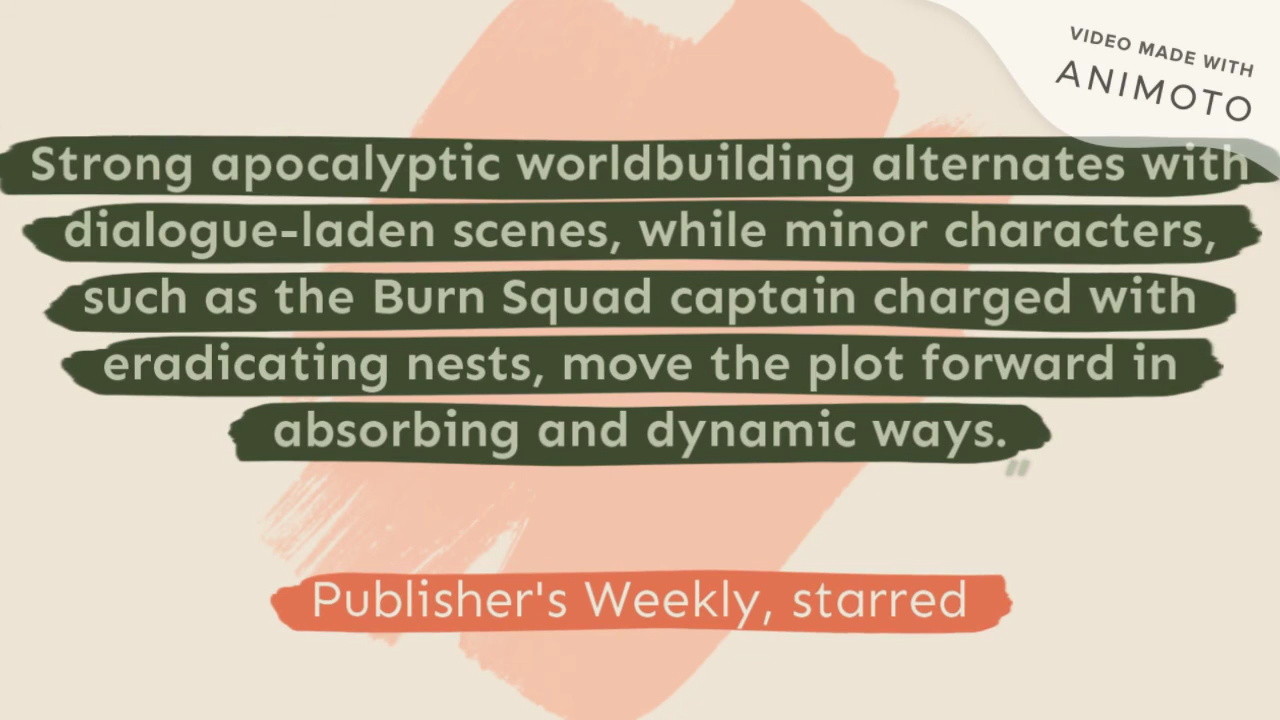 VIDEO MADE WITH
ANIMOTO
Strong apocalyptic worldbuilding alternates with
dialogue-laden scenes, while minor characters,
such as the Burn Squad captain charged with
eradicating nests, move the plot forward in
absorbing and dynamic ways.
"
Publisher's Weekly, starred